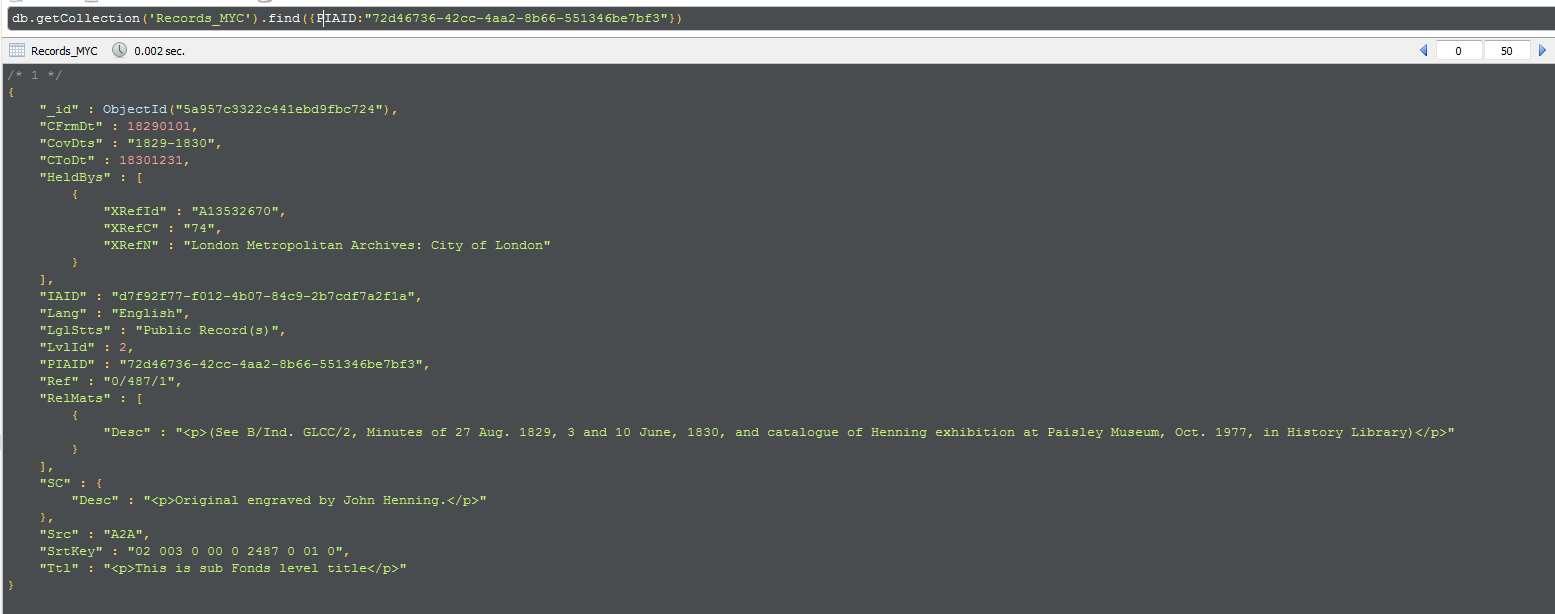 db.getCollection('Records_MYC').find({PIAID:"72d46736-42cc-4aa2-8b66-551346be7bf3"})
Records_MYC 0.002 sec. 0 50
/* 1 */
{
    "_id" : ObjectId("5a957c3322c441ebd9fbc724"),
    "CFrmDt" : 18290101,
    "CovDts" : "1829-1830",
    "CToDt" : 18301231,
    "HeldBys" : [
        {
            "XRefId" : "A13532670",
            "XRefC" : "74",
            "XRefN" : "London Metropolitan Archives: City of London"
        }
    ],
    "IAID" : "d7f92f77-f012-4b07-84c9-2b7cdf7a2f1a",
    "Lang" : "English",
    "LglStts" : "Public Record(s)",
    "LvlId" : 2,
    "PIAID" : "72d46736-42cc-4aa2-8b66-551346be7bf3",
    "Ref" : "0/487/1",
    "RelMats" : [
        {
            "Desc" : "<p>(See B/Ind. GLCC/2, Minutes of 27 Aug. 1829, 3 and 10 June, 1830, and catalogue of Henning exhibition at Paisley Museum, Oct. 1977, in History Library)</p>"
        }
    ],
    "SC" : {
        "Desc" : "<p>Original engraved by John Henning.</p>"
    },
    "Src" : "A2A",
    "SrtKey" : "02 003 0 00 0 2487 0 01 0",
    "Ttl" : "<p>This is sub Fonds level title</p>"
}